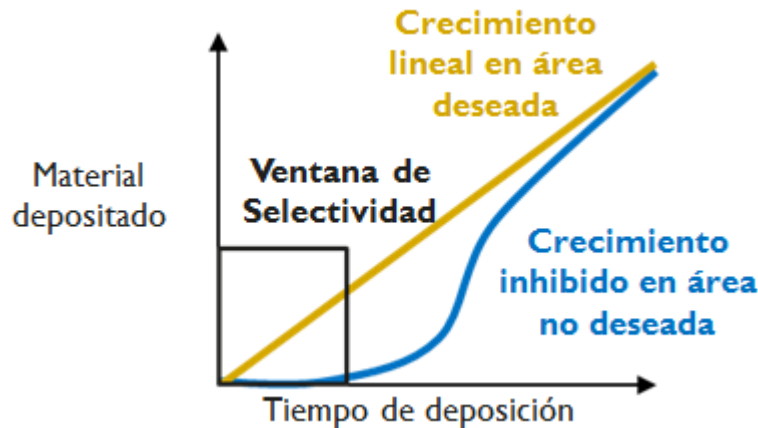 Crecimiento
lineal en área
deseada
Material
depositado
Ventana de
Selectividad
Crecimiento
inhibido en área
no deseada
Tiempo de deposición